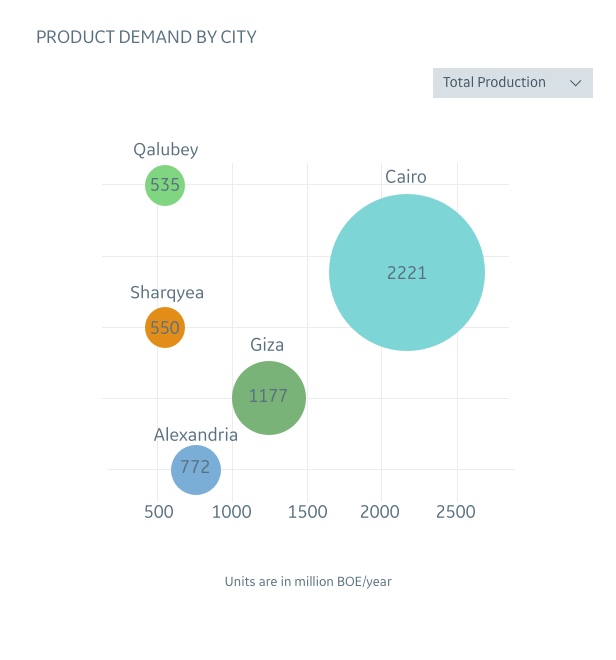 PRODUCT DEMAND BY CITY
Total Production
Qalubey
535
Cairo
2221
Sharqyea
550
Giza
1177
Alexandria
772
500 1000 1500 2000 2500
Units are in million BOE/year